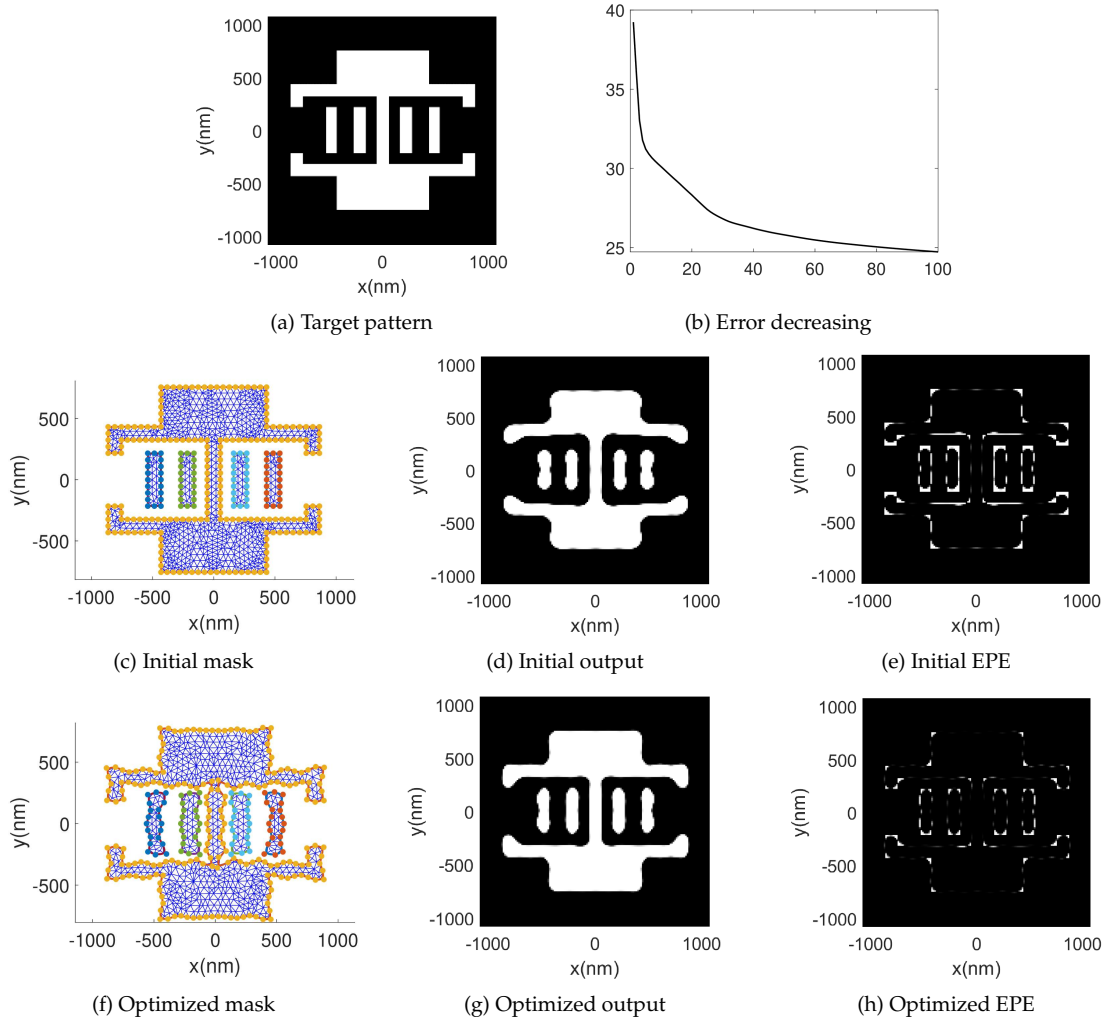 1000
500
0
-500
-1000
y(nm)
-1000 0 1000
x(nm)
(a) Target pattern
40
35
30
25
0 20 40 60 80 100
(b) Error decreasing
500
0
-500
y(nm)
-1000 -500 0 500 1000
x(nm)
(c) Initial mask
1000
500
0
-500
-1000
y(nm)
-1000 0 1000
x(nm)
(d) Initial output
1000
500
0
-500
-1000
y(nm)
-1000 0 1000
x(nm)
(e) Initial EPE
500
0
-500
y(nm)
-1000 -500 0 500 1000
x(nm)
(f) Optimized mask
1000
500
0
-500
-1000
y(nm)
-1000 0 1000
x(nm)
(g) Optimized output
1000
500
0
-500
-1000
y(nm)
-1000 0 1000
x(nm)
(h) Optimized EPE